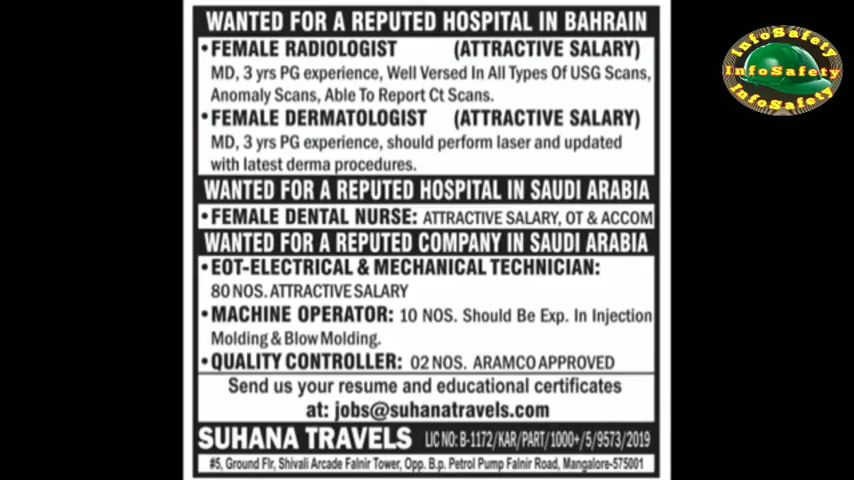 WANTED FOR A REPUTED HOSPITAL IN BAHRAIN
•FEMALE RADIOLOGIST (ATTRACTIVE SALARY)
MD, 3 yrs PG experience, Well Versed In All Types Of USG Scans,
Anomaly Scans, Able To Report Ct Scans.
•FEMALE DERMATOLOGIST (ATTRACTIVE SALARY)
MD, 3 yrs PG experience, should perform laser and updated
with latest derma procedures.
WANTED FOR A REPUTED HOSPITAL IN SAUDI ARABIA
•FEMALE DENTAL NURSE: ATTRACTIVE SALARY, OT & ACCOM
WANTED FOR A REPUTED COMPANY IN SAUDI ARABIA
•EOT-ELECTRICAL & MECHANICAL TECHNICIAN:
80 NOS. ATTRACTIVE SALARY
•MACHINE OPERATOR: 10 NOS. Should Be Exp. In Injection
Molding & Blow Molding.
•QUALITY CONTROLLER: 02 NOS. ARAMCO APPROVED
Send us your resume and educational certificates
at: jobs@suhanatravels.com
SUHANA TRAVELS LIC NO: B-1172/KAR/PART/1000+/5/9573/2019
#5, Ground Flr, Shivali Arcade Falnir Tower, Opp. B.p. Petrol Pump Falnir Road, Mangalore-575001
InfoSafety
InfoSafety
InfoSafety